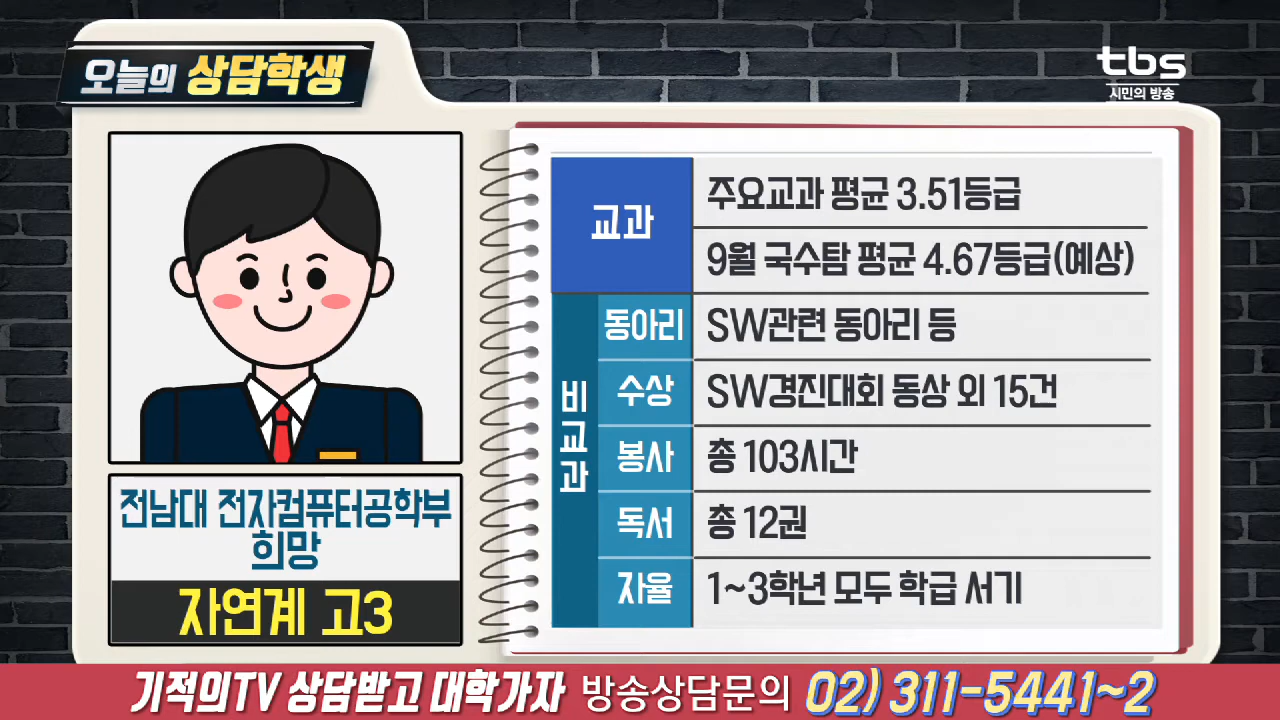 오늘의 상담학생
tbs
시민의 방송
전남대 전자컴퓨터공학부
희망
자연계 고3
교과
주요교과 평균 3.51등급
9월 국수탐 평균 4.67등급(예상)
비교과
동아리 SW관련 동아리 등
수상 SW경진대회 동상 외 15건
봉사 총 103시간
독서 총 12권
자율 1~3학년 모두 학급 서기
기적의TV 상담받고 대학가자 방송상담문의 02) 311-5441~2